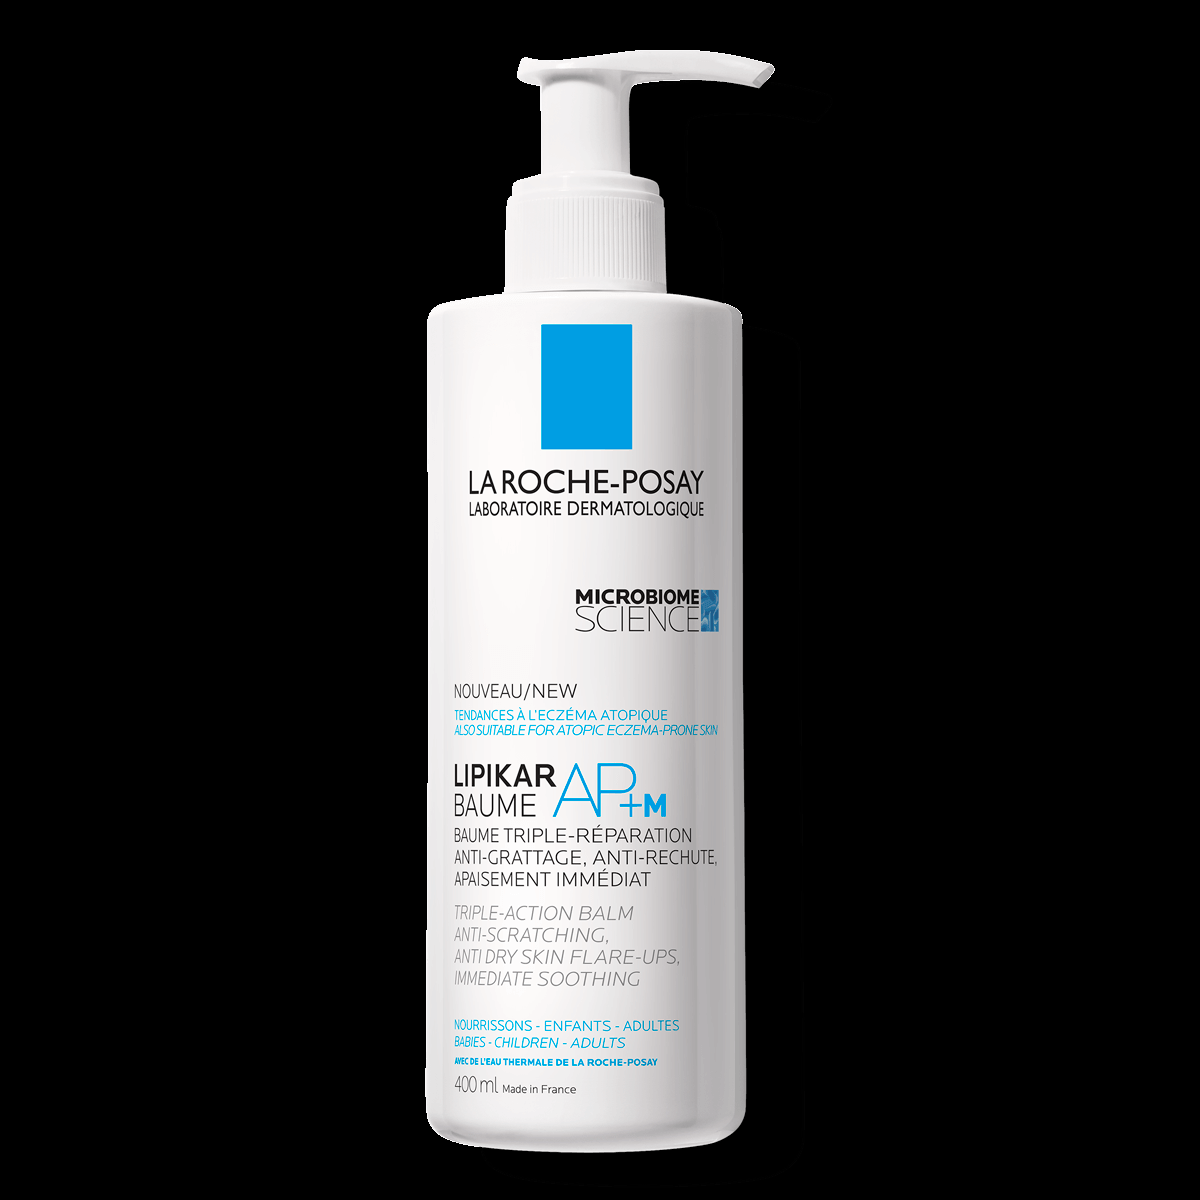 LA ROCHE-POSAY
LABORATOIRE DERMATOLOGIQUE
MICROBIOME
SCIENCE
NOUVEAU/NEW
TENDANCES À L'ECZÉMA ATOPIQUE
ALSO SUITABLE FOR ATOPIC ECZEMA-PRONE SKIN
LIPIKAR
BAUME AP+M
BAUME TRIPLE-RÉPARATION
ANTI-GRATTAGE, ANTI-RECHUTE,
APAISEMENT IMMÉDIAT
TRIPLE-ACTION BALM
ANTI-SCRATCHING,
ANTI DRY SKIN FLARE-UPS,
IMMEDIATE SOOTHING
NOURRISSONS - ENFANTS - ADULTES
BABIES - CHILDREN - ADULTS
AVEC DE L'EAU THERMALE DE LA ROCHE-POSAY
400 ml Made in France